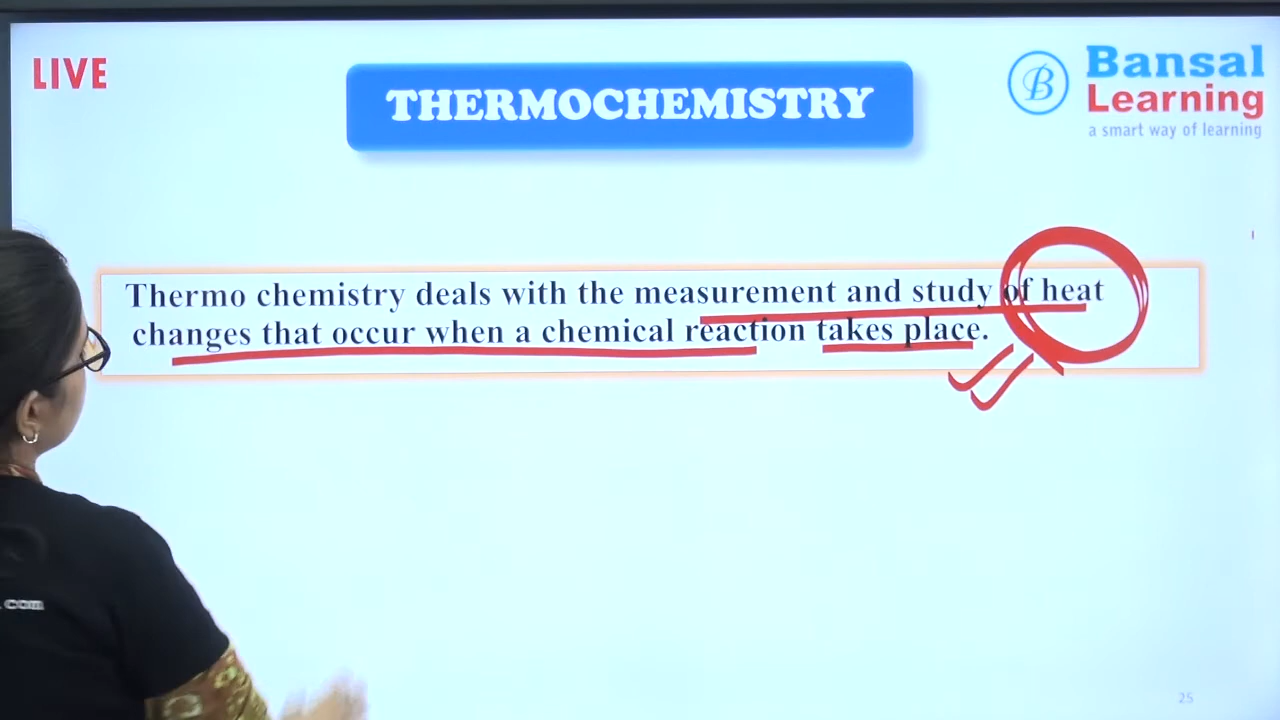 LIVE
THERMOCHEMISTRY
Bansal
Learning
a smart way of learning
Thermo chemistry deals with the measurement and study of heat
changes that occur when a chemical reaction takes place.
.com
25